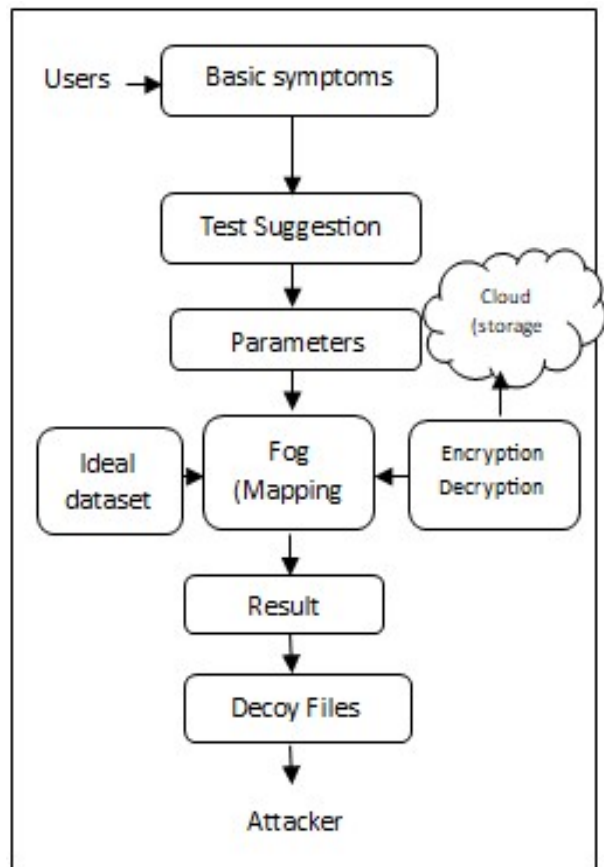 Users
Basic symptoms
Test Suggestion
Cloud
(storage
Parameters
Ideal
dataset
Fog
(Mapping
Encryption
Decryption
Result
Decoy Files
Attacker